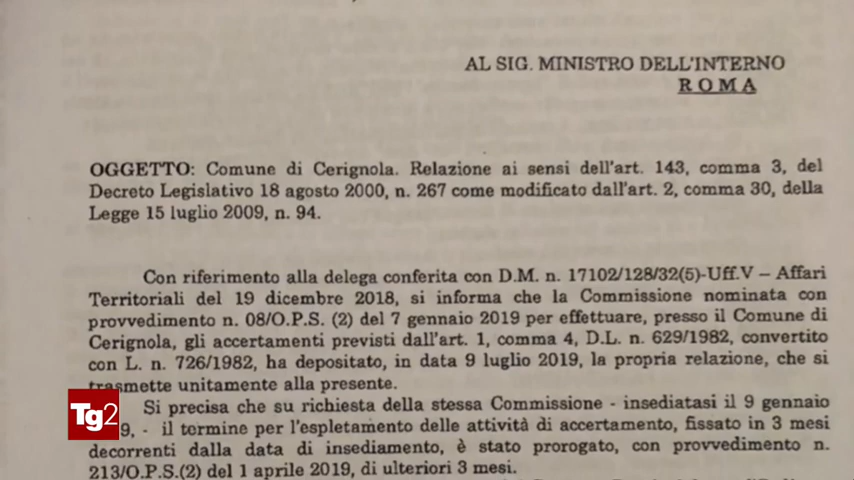 AL SIG. MINISTRO DELL'INTERNO
ROMA
OGGETTO: Comune di Cerignola. Relazione ai sensi dell'art. 143, comma 3, del
Decreto Legislativo 18 agosto 2000, n. 267 come modificato dall'art. 2, comma 30, della
Legge 15 luglio 2009, n. 94.
Con riferimento alla delega conferita con D.M. n. 17102/128/32(5)-Uff.V – Affari
Territoriali del 19 dicembre 2018, si informa che la Commissione nominata con
provvedimento n. 08/O.P.S. (2) del 7 gennaio 2019 per effettuare, presso il Comune di
Cerignola, gli accertamenti previsti dall'art. 1, comma 4, D.L. n. 629/1982, convertito
con L. n. 726/1982, ha depositato, in data 9 luglio 2019, la propria relazione, che si
trasmette unitamente alla presente.
Si precisa che su richiesta della stessa Commissione - insediatasi il 9 gennaio
9, - il termine per l'espletamento delle attività di accertamento, fissato in 3 mesi
decorrenti dalla data di insediamento, è stato prorogato, con provvedimento n.
213/O.P.S.(2) del 1 aprile 2019, di ulteriori 3 mesi.
Tg2